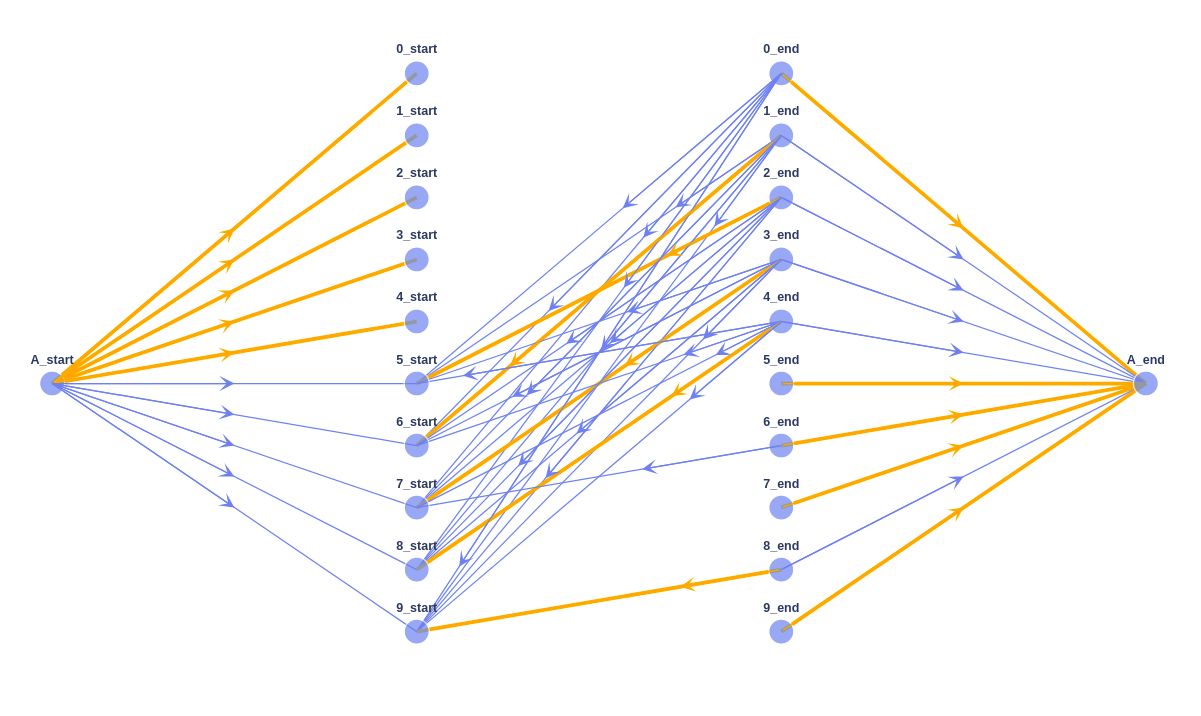 0_start
0_end
1_start
1_end
2_start
2_end
3_start
3_end
4_start
4_end
A_start
5_start
5_end
A_end
6_start
6_end
7_start
7_end
8_start
8_end
9_start
9_end